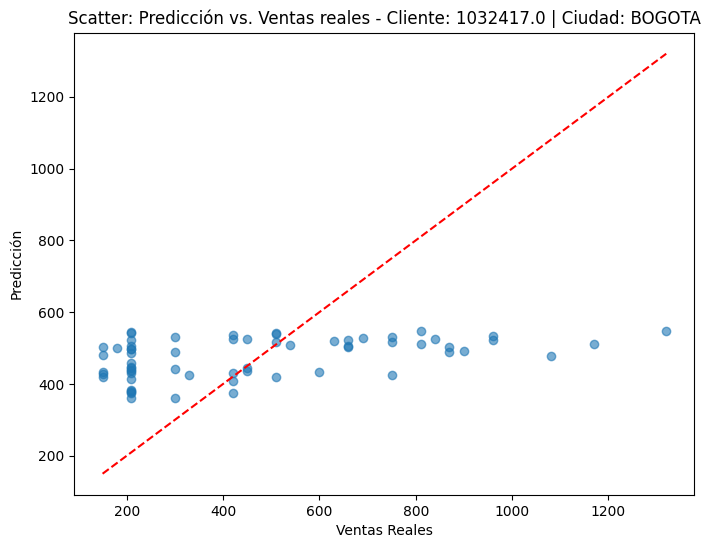 Scatter: Predicción vs. Ventas reales - Cliente: 1032417.0 | Ciudad: BOGOTA
1200
1000
800
600
400
200
Predicción
200 400 600 800 1000 1200
Ventas Reales